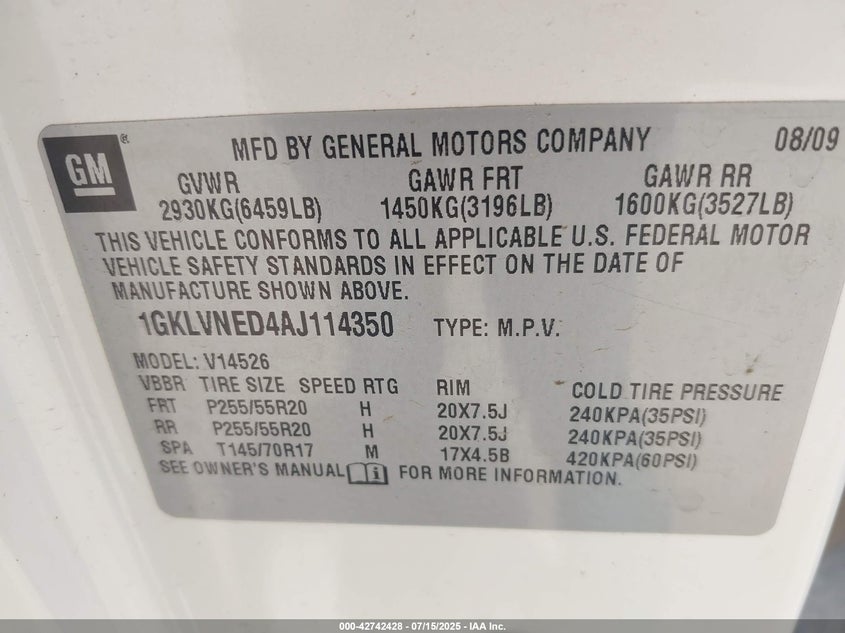 GM
MFD BY GENERAL MOTORS COMPANY 08/09
GVWR GAWR FRT GAWR RR
2930KG(6459LB) 1450KG(3196LB) 1600KG(3527LB)
THIS VEHICLE CONFORMS TO ALL APPLICABLE U.S. FEDERAL MOTOR
VEHICLE SAFETY STANDARDS IN EFFECT ON THE DATE OF
MANUFACTURE SHOWN ABOVE.
1GKLVNED4AJ114350 TYPE: M.P.V.
MODEL: V14526
VBBR TIRE SIZE SPEED RTG RIM COLD TIRE PRESSURE
FRT P255/55R20 H 20X7.5J 240KPA(35PSI)
RR P255/55R20 H 20X7.5J 240KPA(35PSI)
SPA T145/70R17 M 17X4.5B 420KPA(60PSI)
SEE OWNER'S MANUAL FOR MORE INFORMATION.
000-42742428 - 07/15/2025 - IAA Inc.